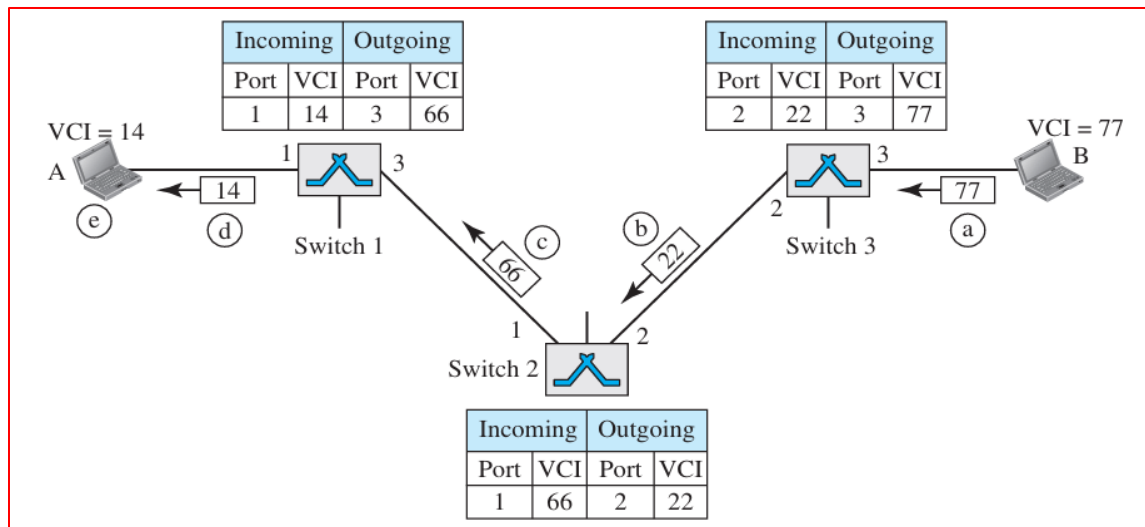 Incoming Outgoing
Port VCI Port VCI
1 14 3 66
Incoming Outgoing
Port VCI Port VCI
2 22 3 77
VCI = 14
A
1
3
14
e
d
Switch 1
66
c
VCI = 77
B
3
2
77
a
Switch 3
b
22
1
2
Switch 2
Incoming Outgoing
Port VCI Port VCI
1 66 2 22